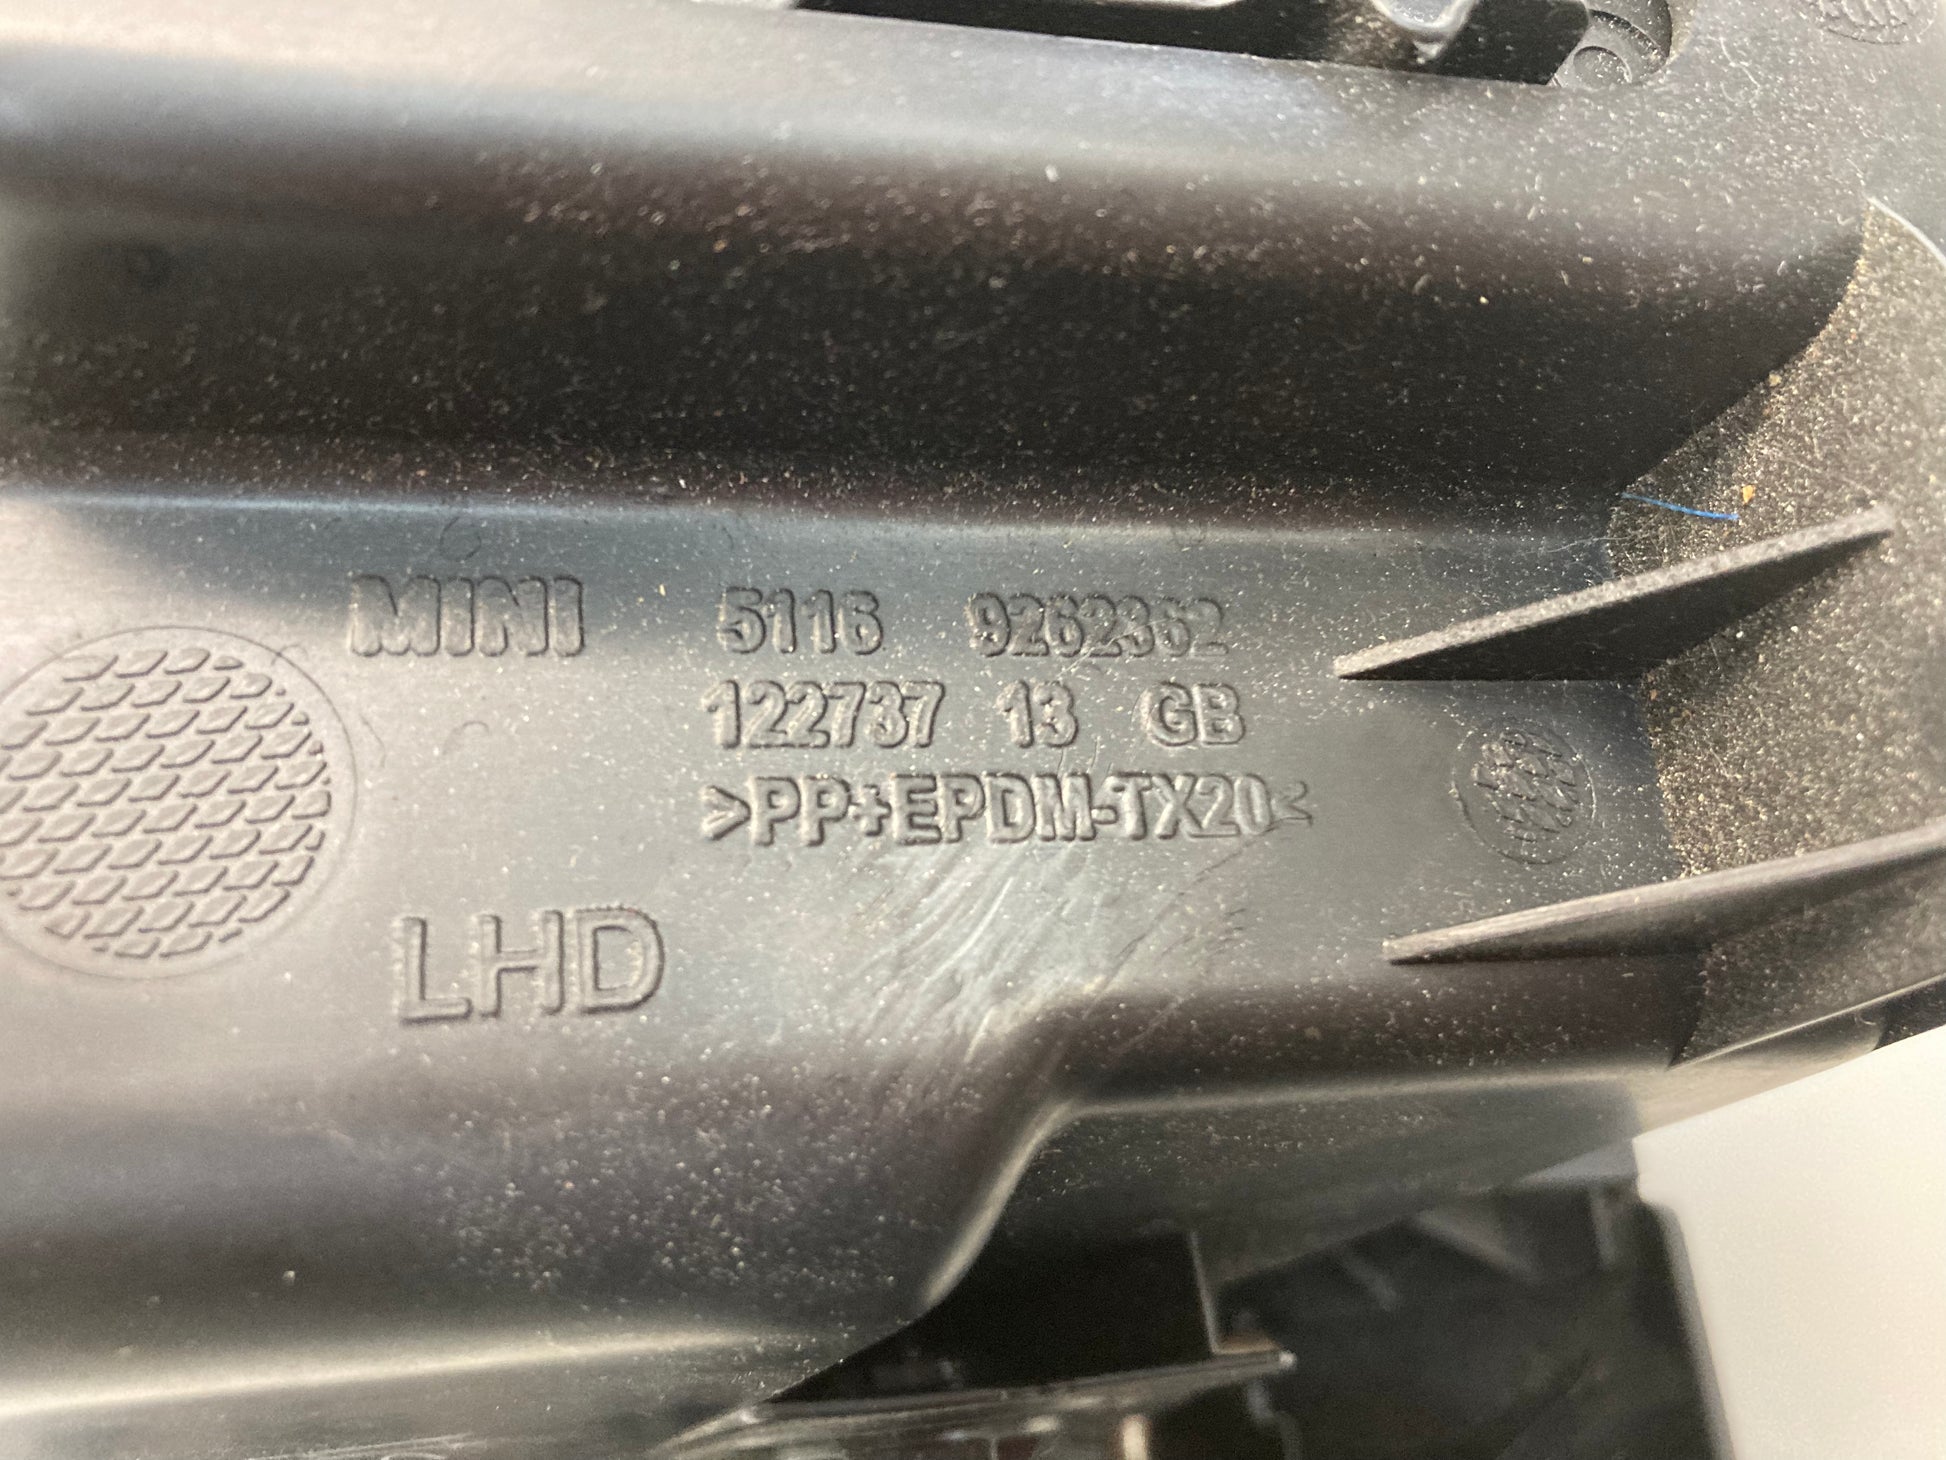 MINI 5116 9262362
122737 13 GB
>PP+EPDM-TX20<
LHD